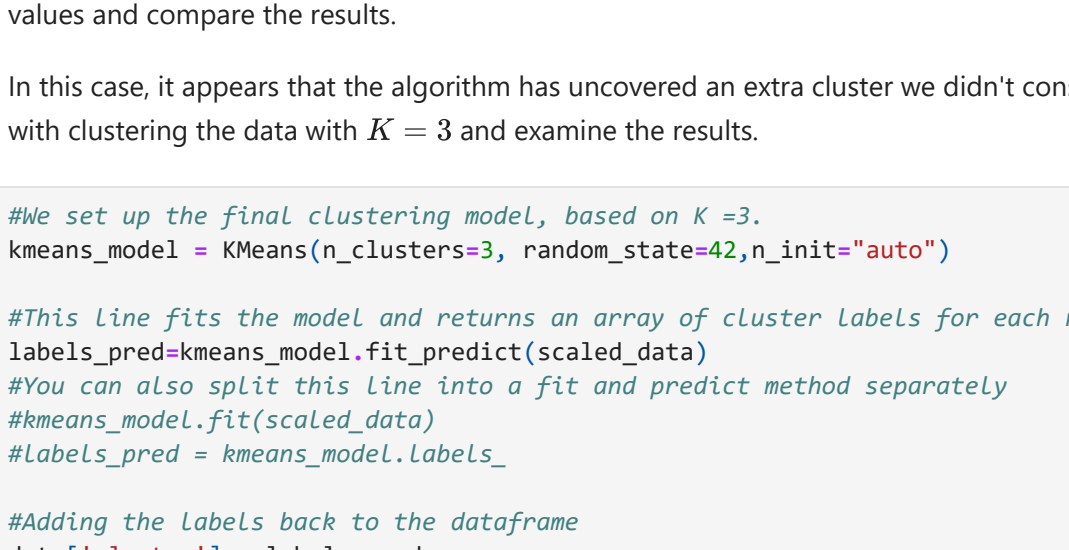 values and compare the results.
In this case, it appears that the algorithm has uncovered an extra cluster we didn't
with clustering the data with K = 3 and examine the results.
#We set up the final clustering model, based on K =3.
kmeans_model = KMeans(n_clusters=3, random_state=42,n_init="auto")
#This line fits the model and returns an array of cluster labels for each
labels_pred=kmeans_model.fit_predict(scaled_data)
#You can also split this line into a fit and predict method separately
#kmeans_model.fit(scaled_data)
#labels_pred = kmeans_model.labels_
#Adding the labels back to the dataframe